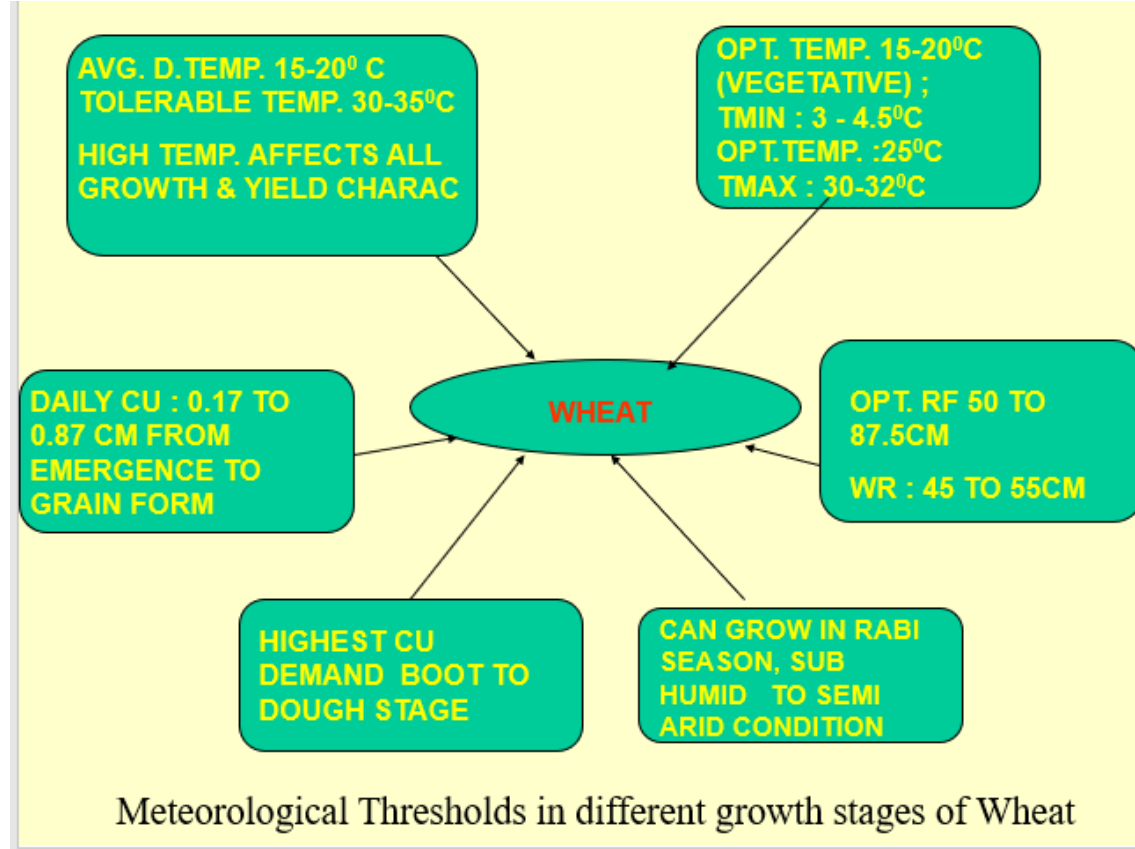 AVG. D.TEMP. 15-20⁰ C
TOLERABLE TEMP. 30-35⁰C
HIGH TEMP. AFFECTS ALL
GROWTH & YIELD CHARAC
OPT. TEMP. 15-20⁰C
(VEGETATIVE) ;
TMIN : 3 - 4.5⁰C
OPT.TEMP. :25⁰C
TMAX : 30-32⁰C
DAILY CU : 0.17 TO
0.87 CM FROM
EMERGENCE TO
GRAIN FORM
WHEAT
OPT. RF 50 TO
87.5CM
WR : 45 TO 55CM
HIGHEST CU
DEMAND BOOT TO
DOUGH STAGE
CAN GROW IN RABI
SEASON, SUB
HUMID TO SEMI
ARID CONDITION
Meteorological Thresholds in different growth stages of Wheat